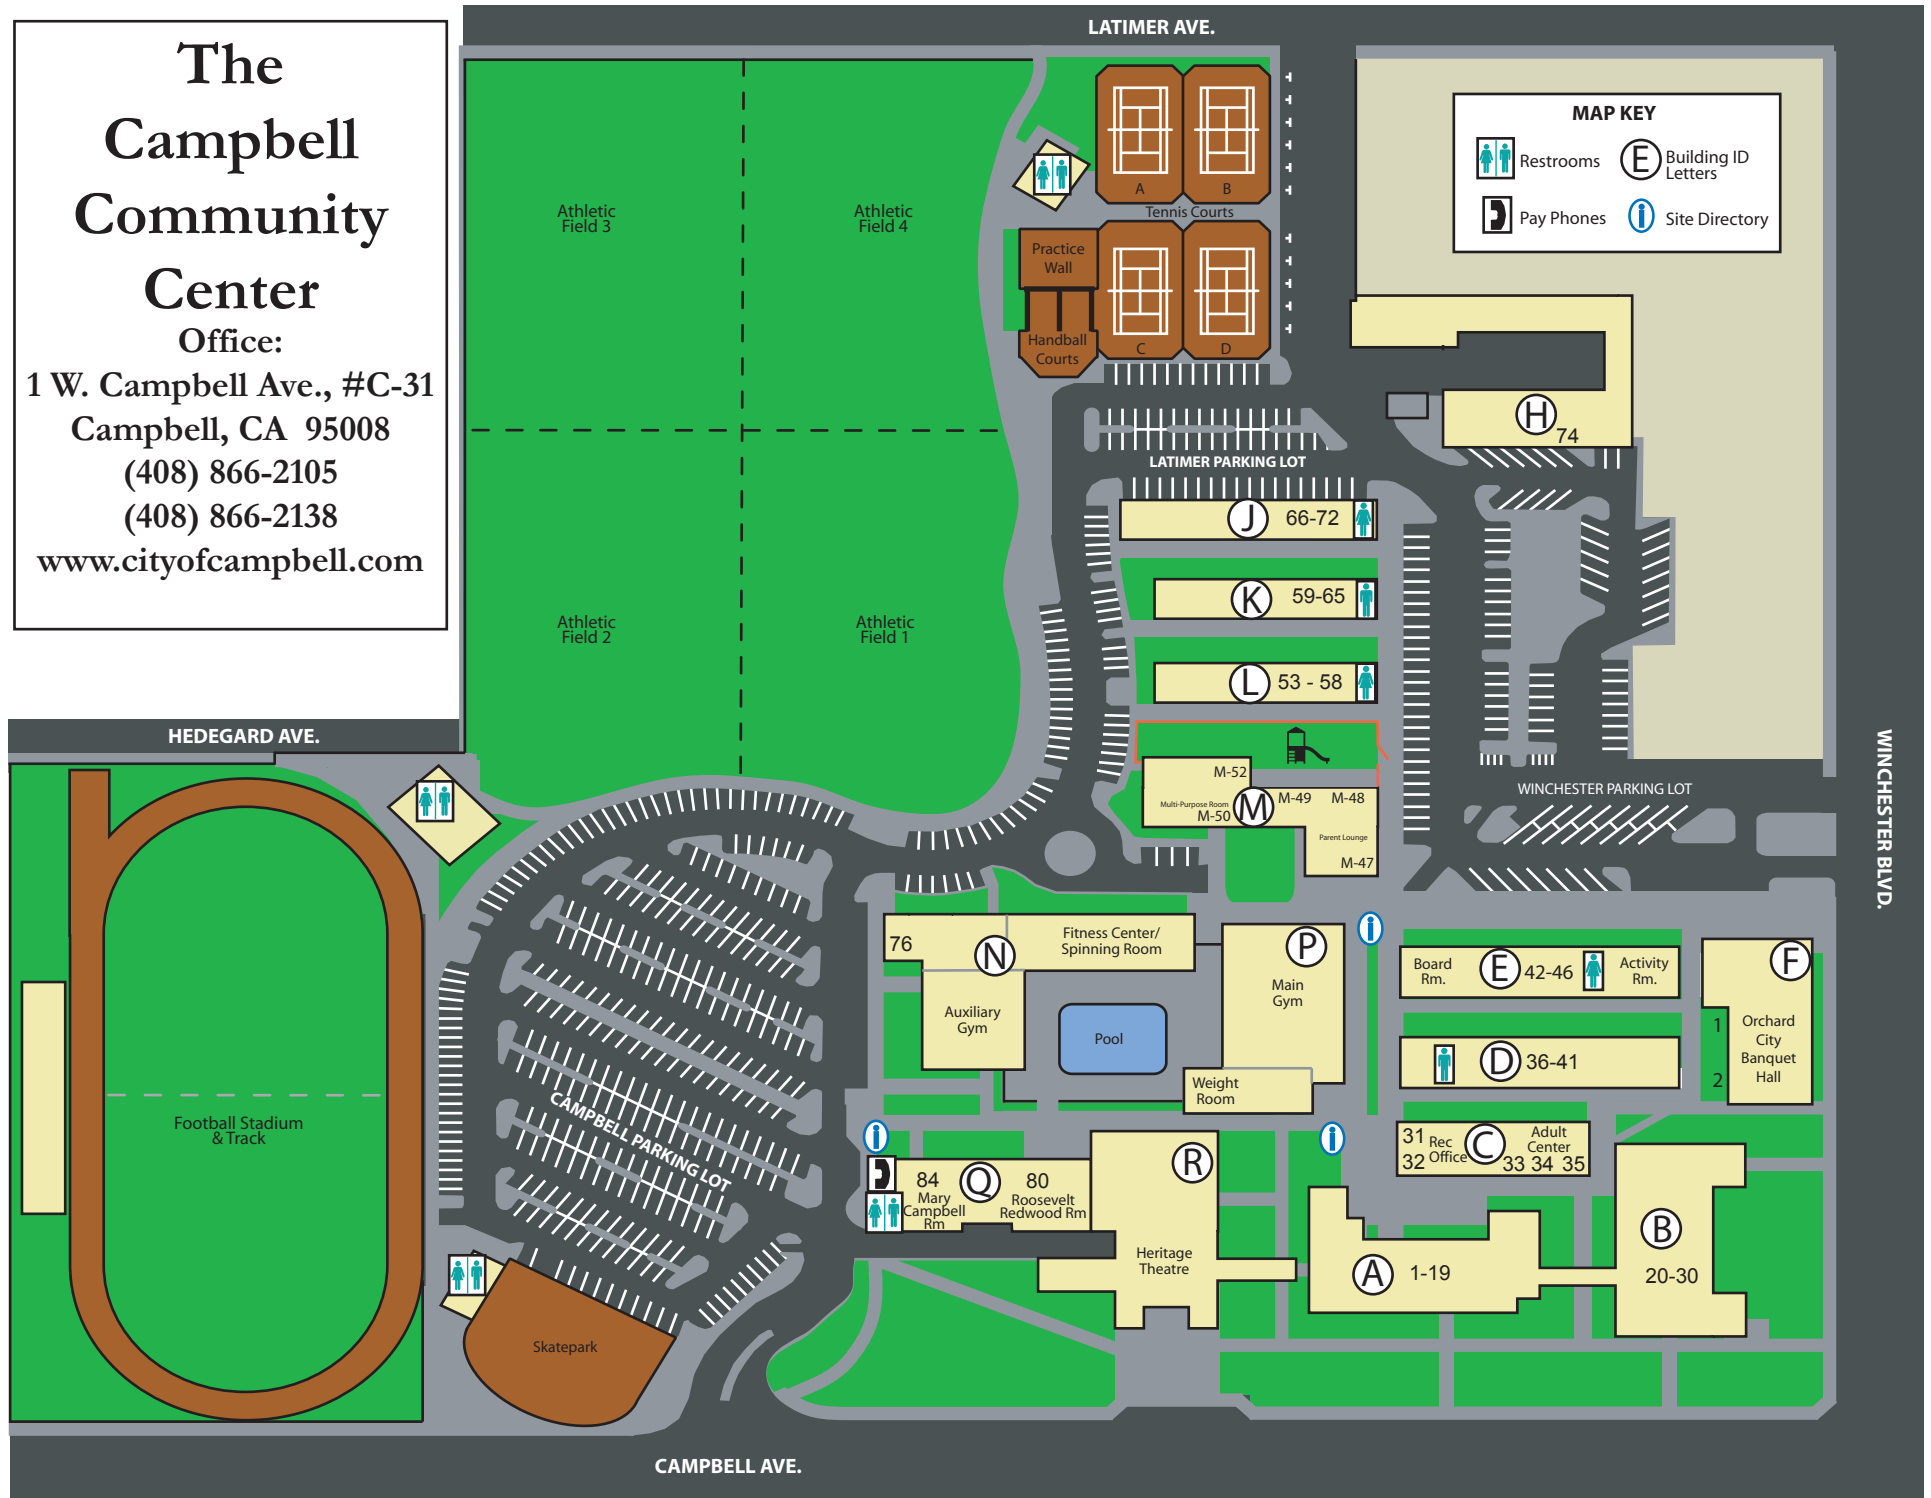 The
Campbell
Community
Center
Office:
1 W. Campbell Ave., #C-31
Campbell, CA  95008
(408) 866-2105
(408) 866-2138
www.cityofcampbell.com
LATIMER AVE.
MAP KEY
Restrooms
E
Building ID
Letters
Pay Phones
i
Site Directory
Athletic
Field 3
Athletic
Field 4
A
B
Tennis Courts
Practice
Wall
Handball
Courts
C
D
H
74
LATIMER PARKING LOT
J
66-72
K
59-65
L
53 - 58
Athletic
Field 2
Athletic
Field 1
HEDEGARD AVE.
M-52
Multi-Purpose Room
M-50
M
M-49
M-48
Parent Lounge
M-47
WINCHESTER PARKING LOT
WINCHESTER BLVD.
76
N
Fitness Center/
Spinning Room
Auxiliary
Gym
Pool
P
Main
Gym
Weight
Room
i
Board
Rm.
E
42-46
Activity
Rm.
F
1
2
Orchard
City
Banquet
Hall
D
36-41
Football Stadium
& Track
CAMPBELL PARKING LOT
i
i
31
32
Rec
Office
C
Adult
Center
33 34 35
84
Mary
Campbell
Rm
Q
80
Roosevelt
Redwood Rm
R
Heritage
Theatre
A
1-19
B
20-30
Skatepark
CAMPBELL AVE.